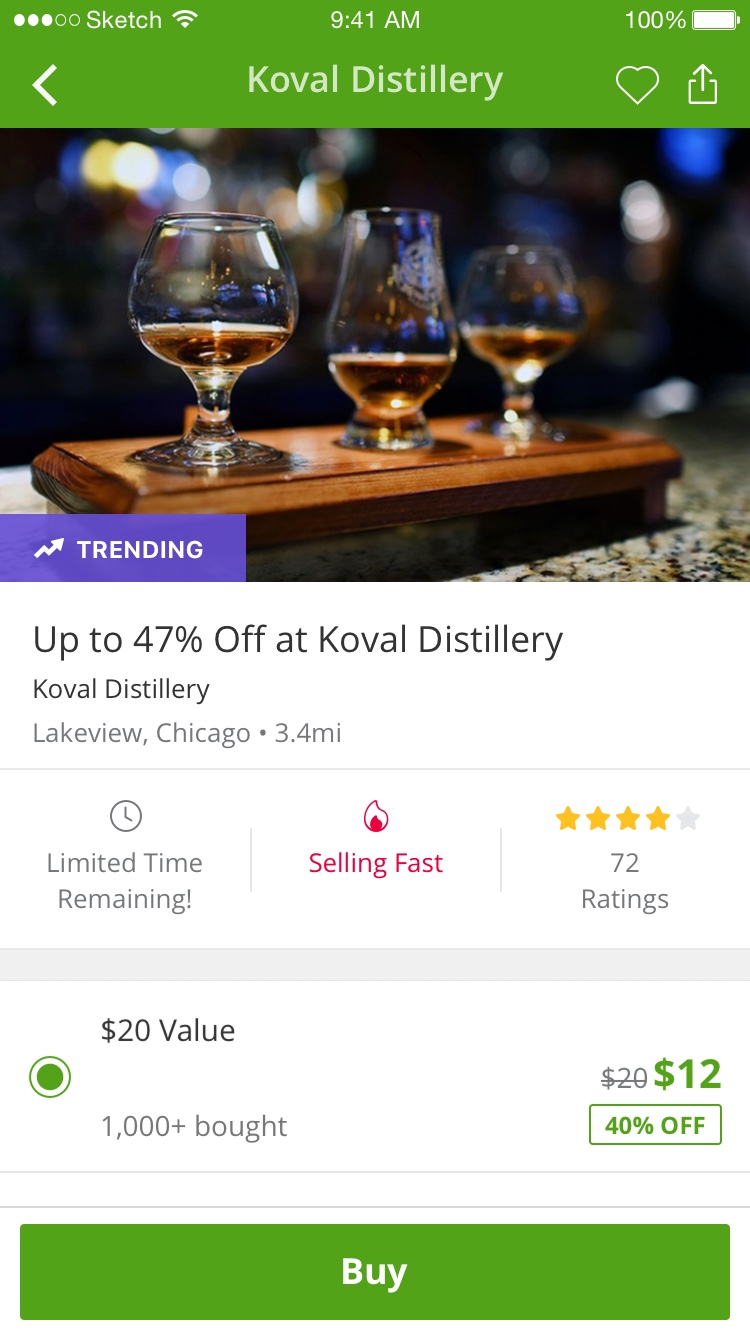 ●●●○○ Sketch 9:41 AM 100%
Koval Distillery
TRENDING
Up to 47% Off at Koval Distillery
Koval Distillery
Lakeview, Chicago • 3.4mi
Limited Time
Remaining!
Selling Fast
72
Ratings
$20 Value
$20 $12
1,000+ bought
40% OFF
Buy